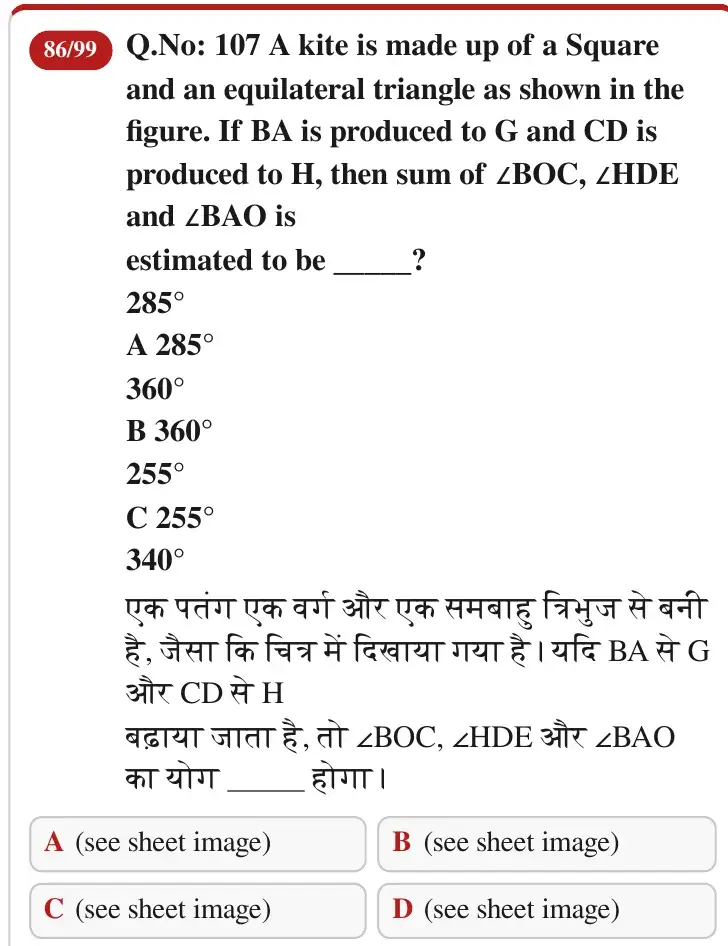 86/99 Q.No: 107 A kite is made up of a Square
and an equilateral triangle as shown in the
figure. If BA is produced to G and CD is
produced to H, then sum of ∠BOC, ∠HDE
and ∠BAO is
estimated to be _____?
285°
A 285°
360°
B 360°
255°
C 255°
340°
एक पतंग एक वर्ग और एक समबाहु त्रिभुज से बनी
है, जैसा कि चित्र में दिखाया गया है। यदि BA से G
और CD से H
बढ़ाया जाता है, तो ∠BOC, ∠HDE और ∠BAO
का योग _____ होगा।
A (see sheet image) B (see sheet image)
C (see sheet image) D (see sheet image)